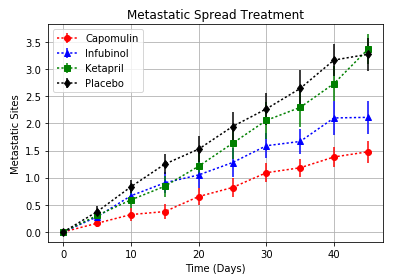 Metastatic Spread Treatment
Capomulin
Infubinol
Ketapril
Placebo
3.5
3.0
2.5
2.0
1.5
1.0
0.5
0.0
Metastatic Sites
0
10
20
30
40
Time (Days)